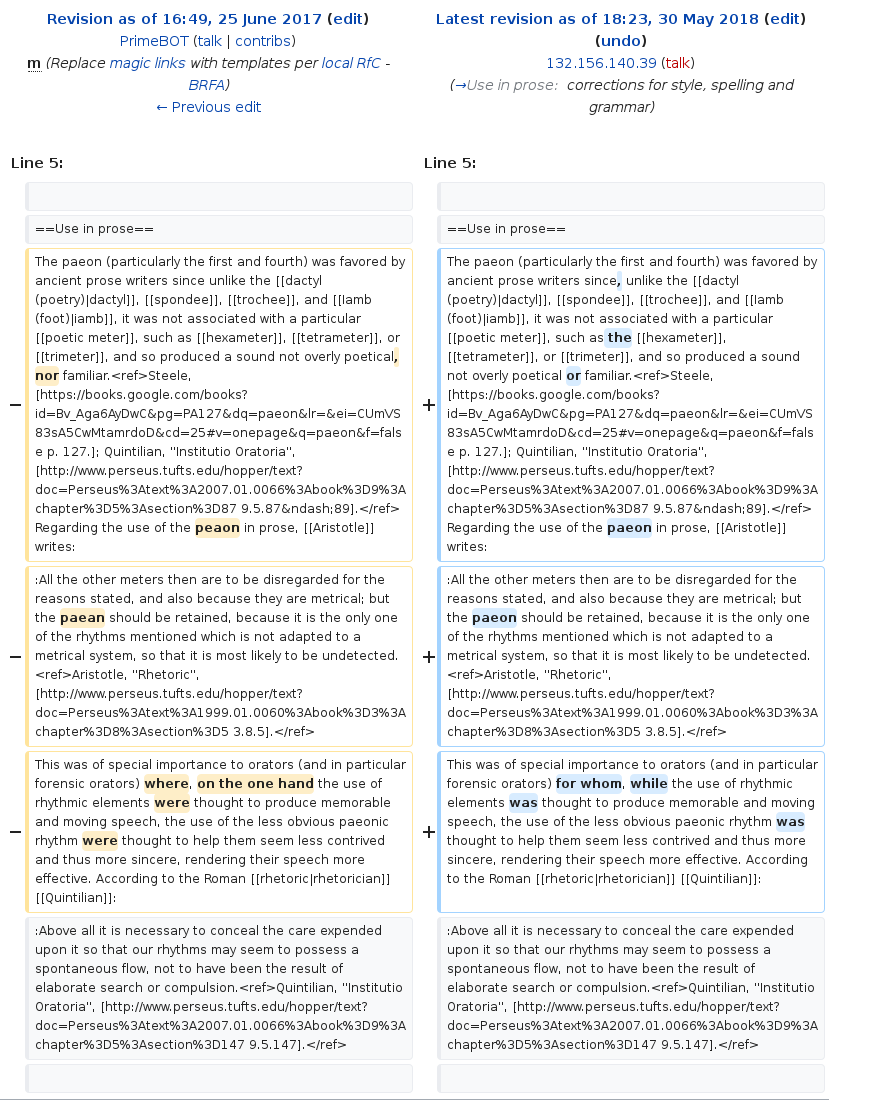 Revision as of 16:49, 25 June 2017 (edit)
PrimeBOT (talk | contribs)
m (Replace magic links with templates per local RfC -
BRFA)
← Previous edit
Latest revision as of 18:23, 30 May 2018 (edit)
(undo)
132.156.140.39 (talk)
(→Use in prose: corrections for style, spelling and
grammar)
Line 5:
Line 5:
==Use in prose==
==Use in prose==
−
The paeon (particularly the first and fourth) was favored by
ancient prose writers since unlike the [[dactyl
(poetry)|dactyl]], [[spondee]], [[trochee]], and [[Iamb
(foot)|iamb]], it was not associated with a particular
[[poetic meter]], such as [[hexameter]], [[tetrameter]], or
[[trimeter]], and so produced a sound not overly poetical,
nor familiar.<ref>Steele,
[https://books.google.com/books?
id=Bv_Aga6AyDwC&pg=PA127&dq=paeon&lr=&ei=CUmVS
83sA5CwMtamrdoD&cd=25#v=onepage&q=paeon&f=fals
e p. 127.]; Quintilian, ''Institutio Oratoria'',
[http://www.perseus.tufts.edu/hopper/text?
doc=Perseus%3Atext%3A2007.01.0066%3Abook%3D9%3A
chapter%3D5%3Asection%3D87 9.5.87&ndash;89].</ref>
Regarding the use of the peaon in prose, [[Aristotle]]
writes:
+
The paeon (particularly the first and fourth) was favored by
ancient prose writers since, unlike the [[dactyl
(poetry)|dactyl]], [[spondee]], [[trochee]], and [[Iamb
(foot)|iamb]], it was not associated with a particular
[[poetic meter]], such as the [[hexameter]],
[[tetrameter]], or [[trimeter]], and so produced a sound
not overly poetical or familiar.<ref>Steele,
[https://books.google.com/books?
id=Bv_Aga6AyDwC&pg=PA127&dq=paeon&lr=&ei=CUmVS
83sA5CwMtamrdoD&cd=25#v=onepage&q=paeon&f=fals
e p. 127.]; Quintilian, ''Institutio Oratoria'',
[http://www.perseus.tufts.edu/hopper/text?
doc=Perseus%3Atext%3A2007.01.0066%3Abook%3D9%3A
chapter%3D5%3Asection%3D87 9.5.87&ndash;89].</ref>
Regarding the use of the paeon in prose, [[Aristotle]]
writes:
−
:All the other meters then are to be disregarded for the
reasons stated, and also because they are metrical; but
the paean should be retained, because it is the only one
of the rhythms mentioned which is not adapted to a
metrical system, so that it is most likely to be undetected.
<ref>Aristotle, ''Rhetoric'',
[http://www.perseus.tufts.edu/hopper/text?
doc=Perseus%3Atext%3A1999.01.0060%3Abook%3D3%3A
chapter%3D8%3Asection%3D5 3.8.5].</ref>
+
:All the other meters then are to be disregarded for the
reasons stated, and also because they are metrical; but
the paeon should be retained, because it is the only one
of the rhythms mentioned which is not adapted to a
metrical system, so that it is most likely to be undetected.
<ref>Aristotle, ''Rhetoric'',
[http://www.perseus.tufts.edu/hopper/text?
doc=Perseus%3Atext%3A1999.01.0060%3Abook%3D3%3A
chapter%3D8%3Asection%3D5 3.8.5].</ref>
−
This was of special importance to orators (and in particular
forensic orators) where, on the one hand the use of
rhythmic elements were thought to produce memorable
and moving speech, the use of the less obvious paeonic
rhythm were thought to help them seem less contrived
and thus more sincere, rendering their speech more
effective. According to the Roman [[rhetoric|rhetorician]]
[[Quintilian]]:
+
This was of special importance to orators (and in particular
forensic orators) for whom, while the use of rhythmic
elements was thought to produce memorable and moving
speech, the use of the less obvious paeonic rhythm was
thought to help them seem less contrived and thus more
sincere, rendering their speech more effective. According
to the Roman [[rhetoric|rhetorician]] [[Quintilian]]:
:Above all it is necessary to conceal the care expended
upon it so that our rhythms may seem to possess a
spontaneous flow, not to have been the result of
elaborate search or compulsion.<ref>Quintilian, ''Institutio
Oratoria'', [http://www.perseus.tufts.edu/hopper/text?
doc=Perseus%3Atext%3A2007.01.0066%3Abook%3D9%3A
chapter%3D5%3Asection%3D147 9.5.147].</ref>
:Above all it is necessary to conceal the care expended
upon it so that our rhythms may seem to possess a
spontaneous flow, not to have been the result of
elaborate search or compulsion.<ref>Quintilian, ''Institutio
Oratoria'', [http://www.perseus.tufts.edu/hopper/text?
doc=Perseus%3Atext%3A2007.01.0066%3Abook%3D9%3A
chapter%3D5%3Asection%3D147 9.5.147].</ref>